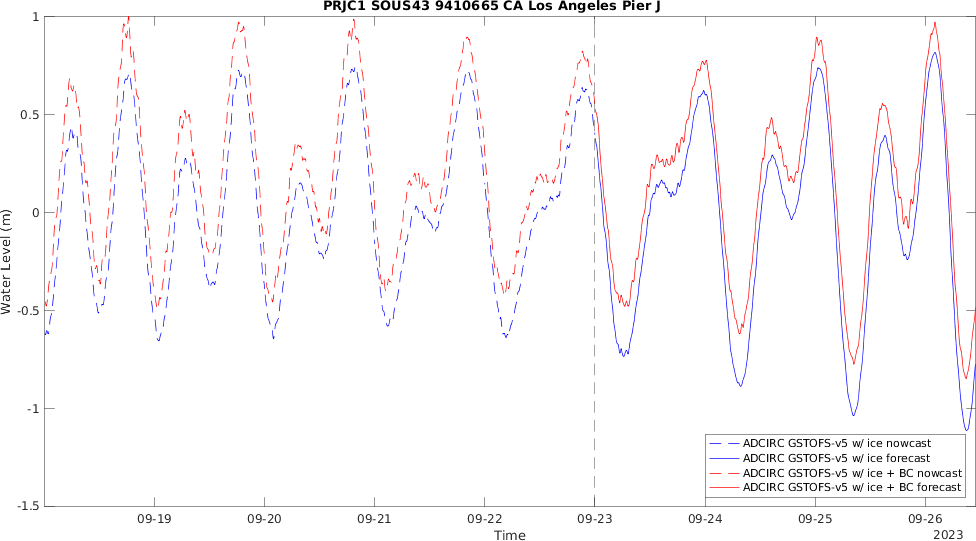 PRJC1 SOUS43 9410665 CA Los Angeles Pier J
1
0.5
0
-0.5
-1
-1.5
Water Level (m)
ADCIRC GSTOFS-v5 w/ ice nowcast
ADCIRC GSTOFS-v5 w/ ice forecast
ADCIRC GSTOFS-v5 w/ ice + BC nowcast
ADCIRC GSTOFS-v5 w/ ice + BC forecast
09-19 09-20 09-21 09-22 09-23 09-24 09-25 09-26
Time
2023